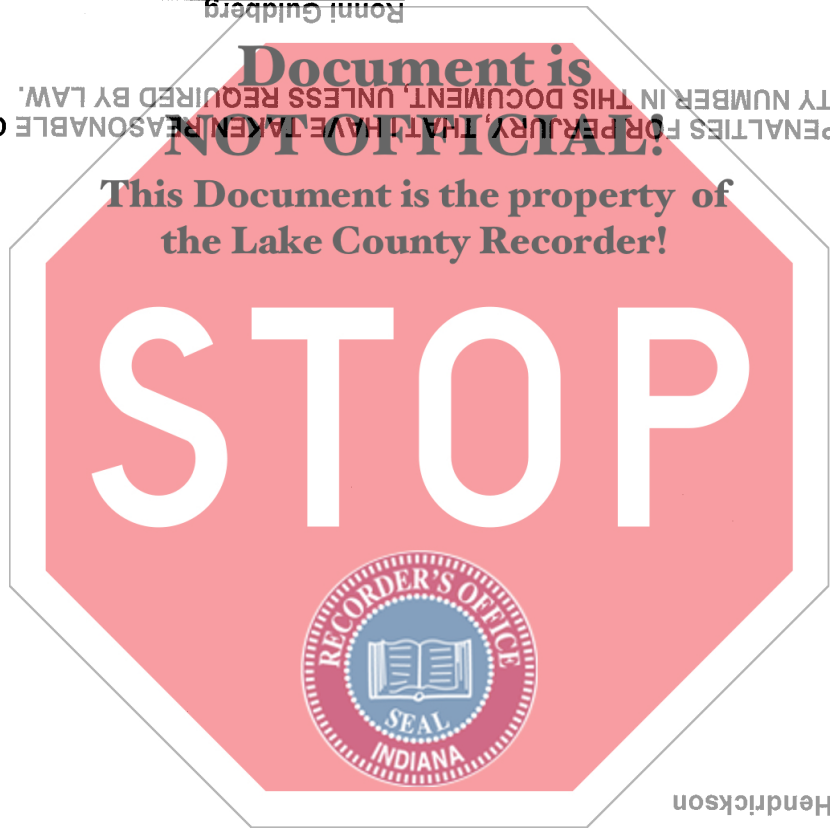 Ronni Guldberg
Document is
TY NUMBER IN THIS DOCUMENT, UNLESS REQUIRED BY LAW.
NOT OFFICIAL!
PENALTIES FOR PERJURY, THAT I HAVE TAKEN REASONABLE C
This Document is the property of
the Lake County Recorder!
STOP
RECORDER'S OFFICE
SEAL
INDIANA
Hendrickson